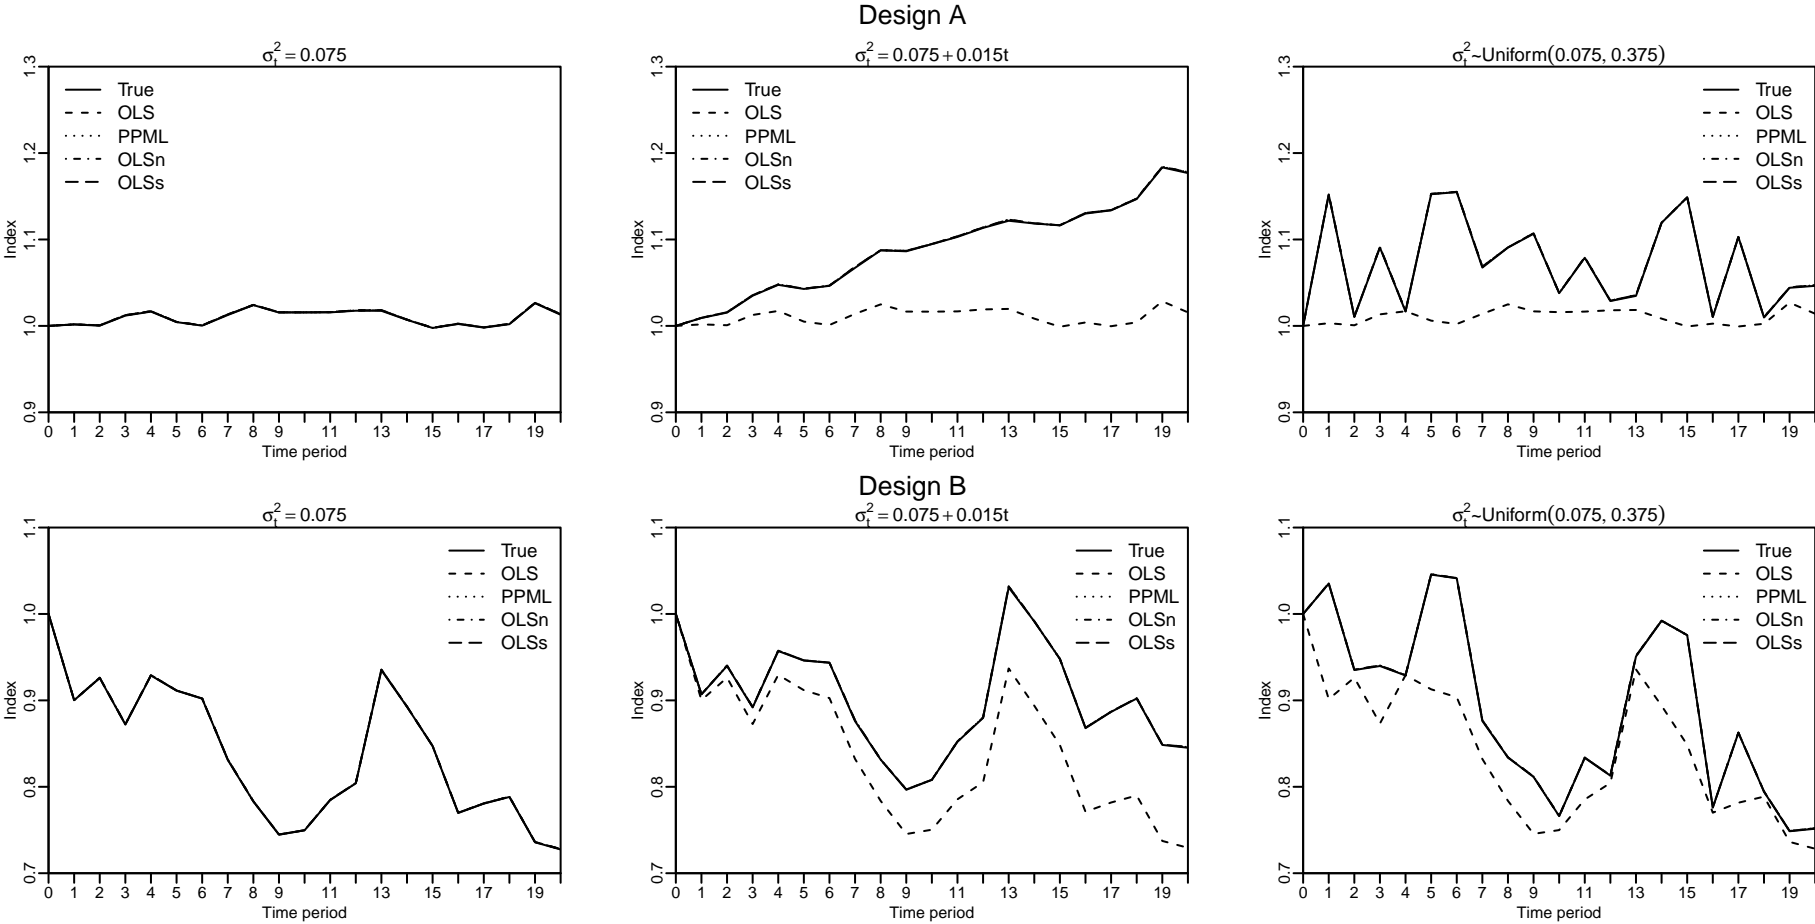 Design A
σ²ₜ = 0.075
1.3
1.2
1.1
1.0
0.9
Index
True
OLS
PPML
OLSn
OLSs
0 1 2 3 4 5 6 7 8 9 11 13 15 17 19
Time period
σ²ₜ = 0.075 + 0.015t
1.3
1.2
1.1
1.0
0.9
Index
True
OLS
PPML
OLSn
OLSs
0 1 2 3 4 5 6 7 8 9 11 13 15 17 19
Time period
σ²ₜ ~Uniform(0.075, 0.375)
1.3
1.2
1.1
1.0
0.9
Index
True
OLS
PPML
OLSn
OLSs
0 1 2 3 4 5 6 7 8 9 11 13 15 17 19
Time period
Design B
σ²ₜ = 0.075
1.1
1.0
0.9
0.8
0.7
Index
True
OLS
PPML
OLSn
OLSs
0 1 2 3 4 5 6 7 8 9 11 13 15 17 19
Time period
σ²ₜ = 0.075 + 0.015t
1.1
1.0
0.9
0.8
0.7
Index
True
OLS
PPML
OLSn
OLSs
0 1 2 3 4 5 6 7 8 9 11 13 15 17 19
Time period
σ²ₜ ~Uniform(0.075, 0.375)
1.1
1.0
0.9
0.8
0.7
Index
True
OLS
PPML
OLSn
OLSs
0 1 2 3 4 5 6 7 8 9 11 13 15 17 19
Time period